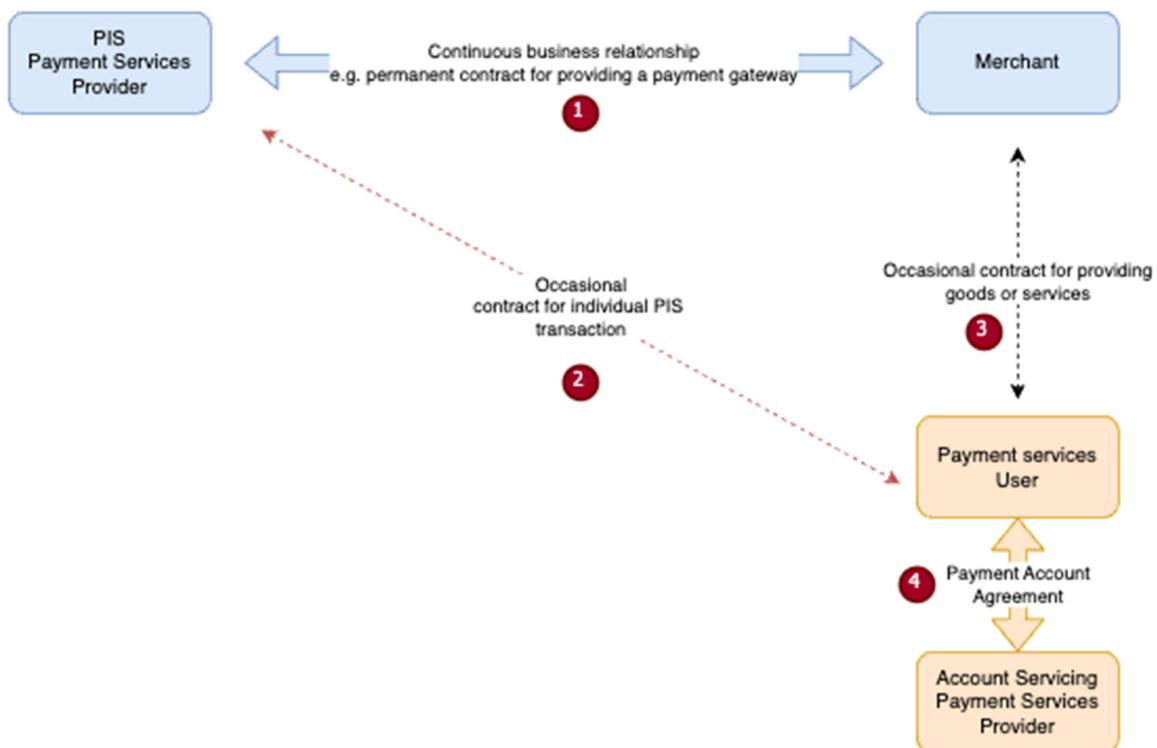 PIS
Payment Services
Provider
Continuous business relationship
e.g. permanent contract for providing a payment gateway
1
Merchant
Occasional contract for providing
goods or services
3
Occasional
contract for individual PIS
transaction
2
Payment services
User
4
Payment Account
Agreement
Account Servicing
Payment Services
Provider